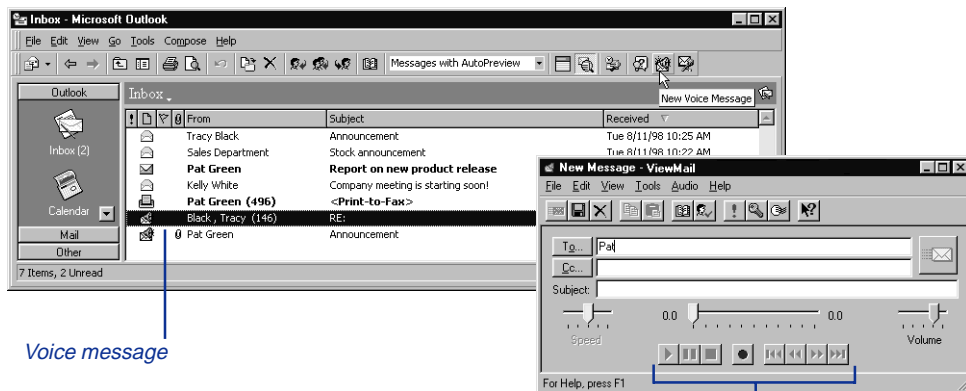 Inbox - Microsoft Outlook
File Edit View Go Tools Compose Help
Messages with AutoPreview
Outlook
Inbox
New Voice Message
! From Subject Received
Tracy Black Announcement Tue 8/11/98 10:25 AM
Sales Department Stock announcement Tue 8/11/98 10:22 AM
Pat Green Report on new product release
Kelly White Company meeting is starting soon!
Pat Green (496) <Print-to-Fax>
Black , Tracy (146) RE:
Pat Green Announcement
Inbox (2)
Calendar
Mail
Other
7 Items, 2 Unread
Voice message
New Message - ViewMail
File Edit View Tools Audio Help
To... Pat
Cc...
Subject:
0.0 0.0
Speed Volume
For Help, press F1